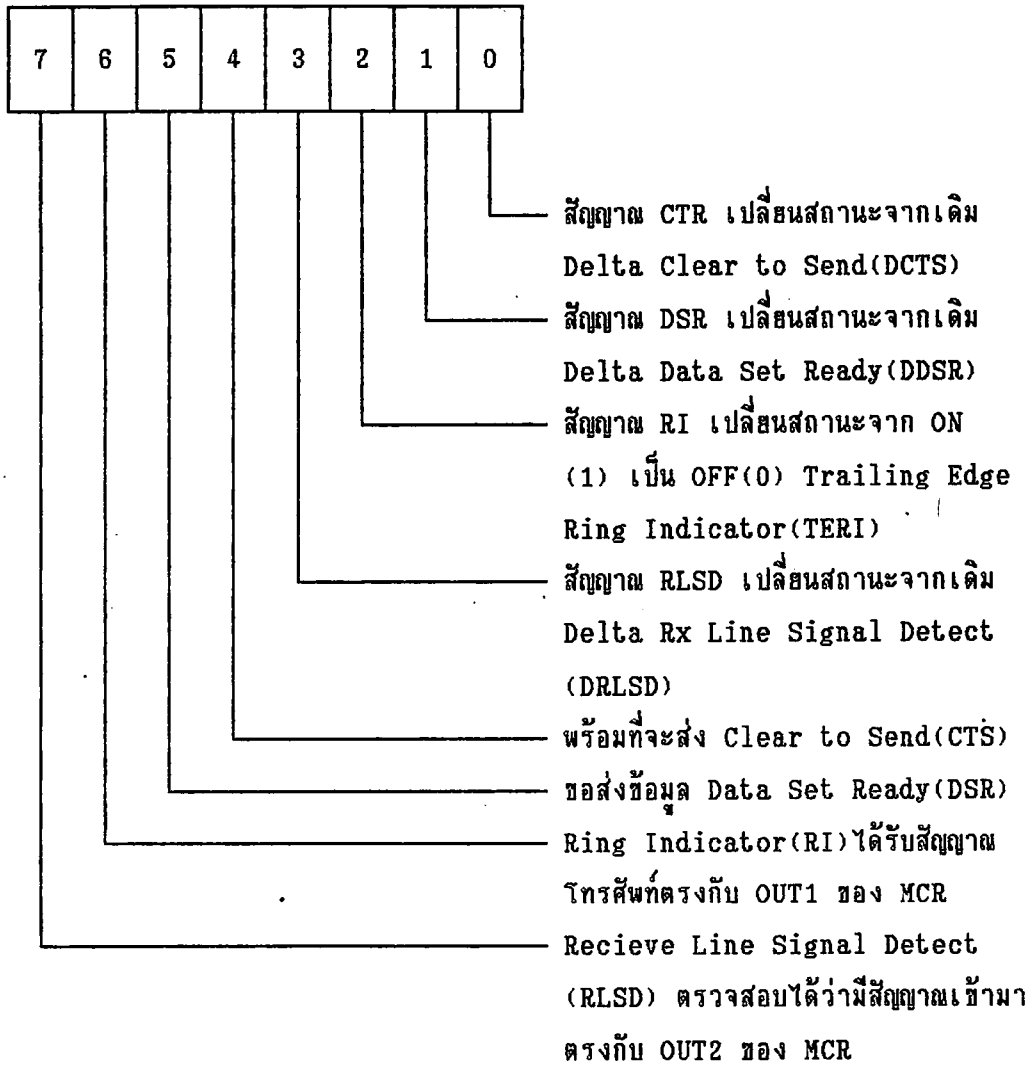 7 6 5 4 3 2 1 0
สัญญาณ CTR เปลี่ยนสถานะจากเดิม
Delta Clear to Send(DCTS)
สัญญาณ DSR เปลี่ยนสถานะจากเดิม
Delta Data Set Ready(DDSR)
สัญญาณ RI เปลี่ยนสถานะจาก ON
(1) เป็น OFF(0) Trailing Edge
Ring Indicator(TERI)
สัญญาณ RLSD เปลี่ยนสถานะจากเดิม
Delta Rx Line Signal Detect
(DRLSD)
พร้อมที่จะส่ง Clear to Send(CTS)
ขอส่งข้อมูล Data Set Ready(DSR)
Ring Indicator(RI)ได้รับสัญญาณ
โทรศัพท์ตรงกับ OUT1 ของ MCR
Recieve Line Signal Detect
(RLSD) ตรวจสอบได้ว่ามีสัญญาณเข้ามา
ตรงกับ OUT2 ของ MCR